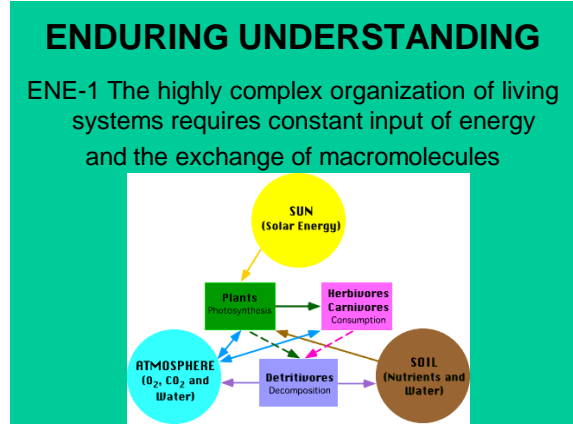 ENDURING UNDERSTANDING
ENE-1 The highly complex organization of living
systems requires constant input of energy
and the exchange of macromolecules
SUN
(Solar Energy)
Plants
Photosynthesis
Herbivores
Carnivores
Consumption
ATMOSPHERE
(O₂, CO₂ and
Water)
Detritivores
Decomposition
SOIL
(Nutrients and
Water)